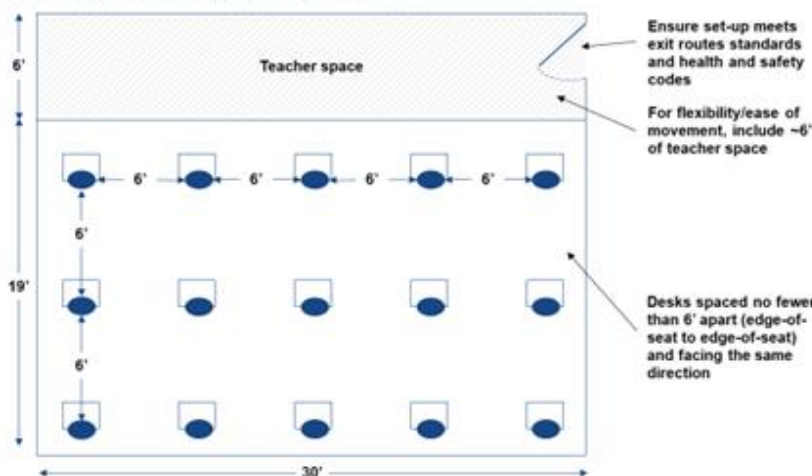 6'
Teacher space
Ensure set-up meets
exit routes standards
and health and safety
codes
For flexibility/ease of
movement, include ~6'
of teacher space
6'
6'
6'
6'
6'
19'
6'
Desks spaced no fewer
than 6' apart (edge-of-
seat to edge-of-seat)
and facing the same
direction
30'